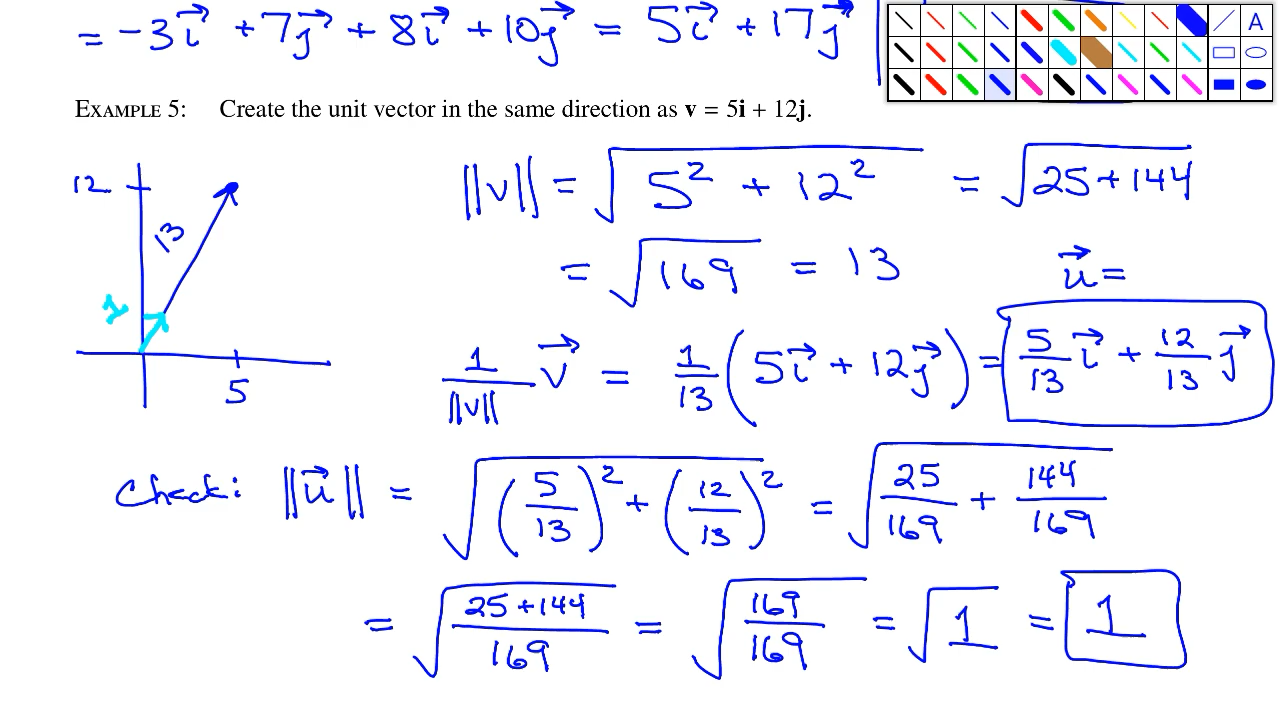 = -3i⃗ + 7j⃗ + 8i⃗ + 10j⃗ = 5i⃗ + 17j⃗
A
EXAMPLE 5: Create the unit vector in the same direction as v = 5i + 12j.
12
13
1
5
||v|| = √(5² + 12²) = √(25+144)
= √169 = 13
u⃗ =
1/||v|| v⃗ = 1/13 (5i⃗ + 12j⃗) = 5/13 i⃗ + 12/13 j⃗
Check: ||u⃗|| = √((5/13)² + (12/13)²) = √(25/169 + 144/169)
= √((25+144)/169) = √(169/169) = √1 = 1